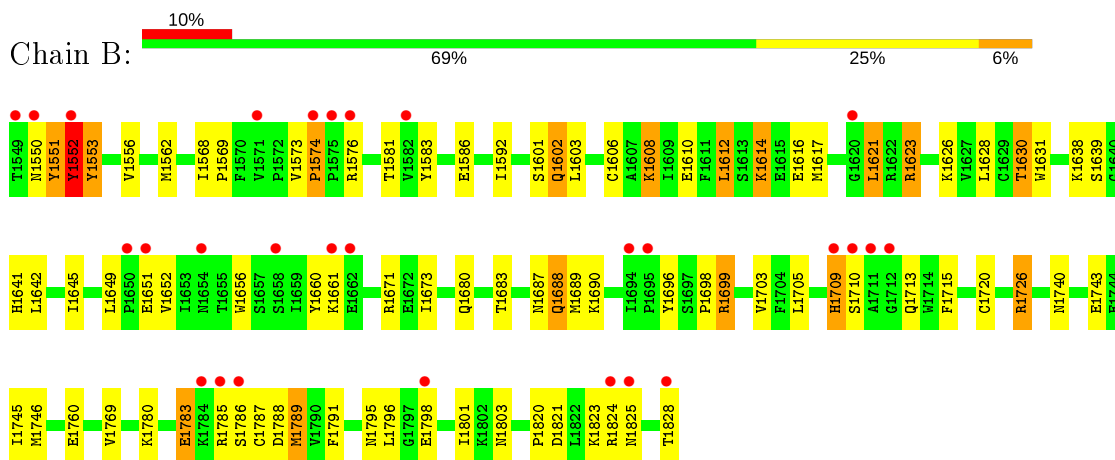 10%
Chain B:
69% 25% 6%
T1549 N1550 Y1551 Y1552 Y1553 V1556 M1562 I1568 P1569 F1570 V1571 P1572 V1573 P1574 P1575 R1576 T1581 V1582 Y1583 E1586 I1592 S1601 Q1602 L1603 C1606 A1607 K1608 I1609 E1610 F1611 L1612 S1613 K1614 E1615 E1616 M1617 G1620 L1621 R1622 R1623 K1626 V1627 L1628 C1629 T1630 W1631 K1638 S1639 C1640
H1641 L1642 I1645 L1649 P1650 E1651 V1652 I1653 N1654 T1655 W1656 S1657 S1658 I1659 Y1660 K1661 E1662 R1671 E1672 I1673 Q1680 T1683 N1687 Q1688 M1689 K1690 I1694 P1695 Y1696 S1697 P1698 R1699 V1703 F1704 L1705 H1709 S1710 A1711 G1712 Q1713 W1714 F1715 C1720 R1726 N1740 E1743 E1744
I1745 M1746 E1760 V1769 K1780 E1783 K1784 R1785 S1786 C1787 D1788 M1789 V1790 F1791 N1795 L1796 G1797 E1798 I1801 K1802 N1803 P1820 D1821 L1822 K1823 R1824 N1825 T1828